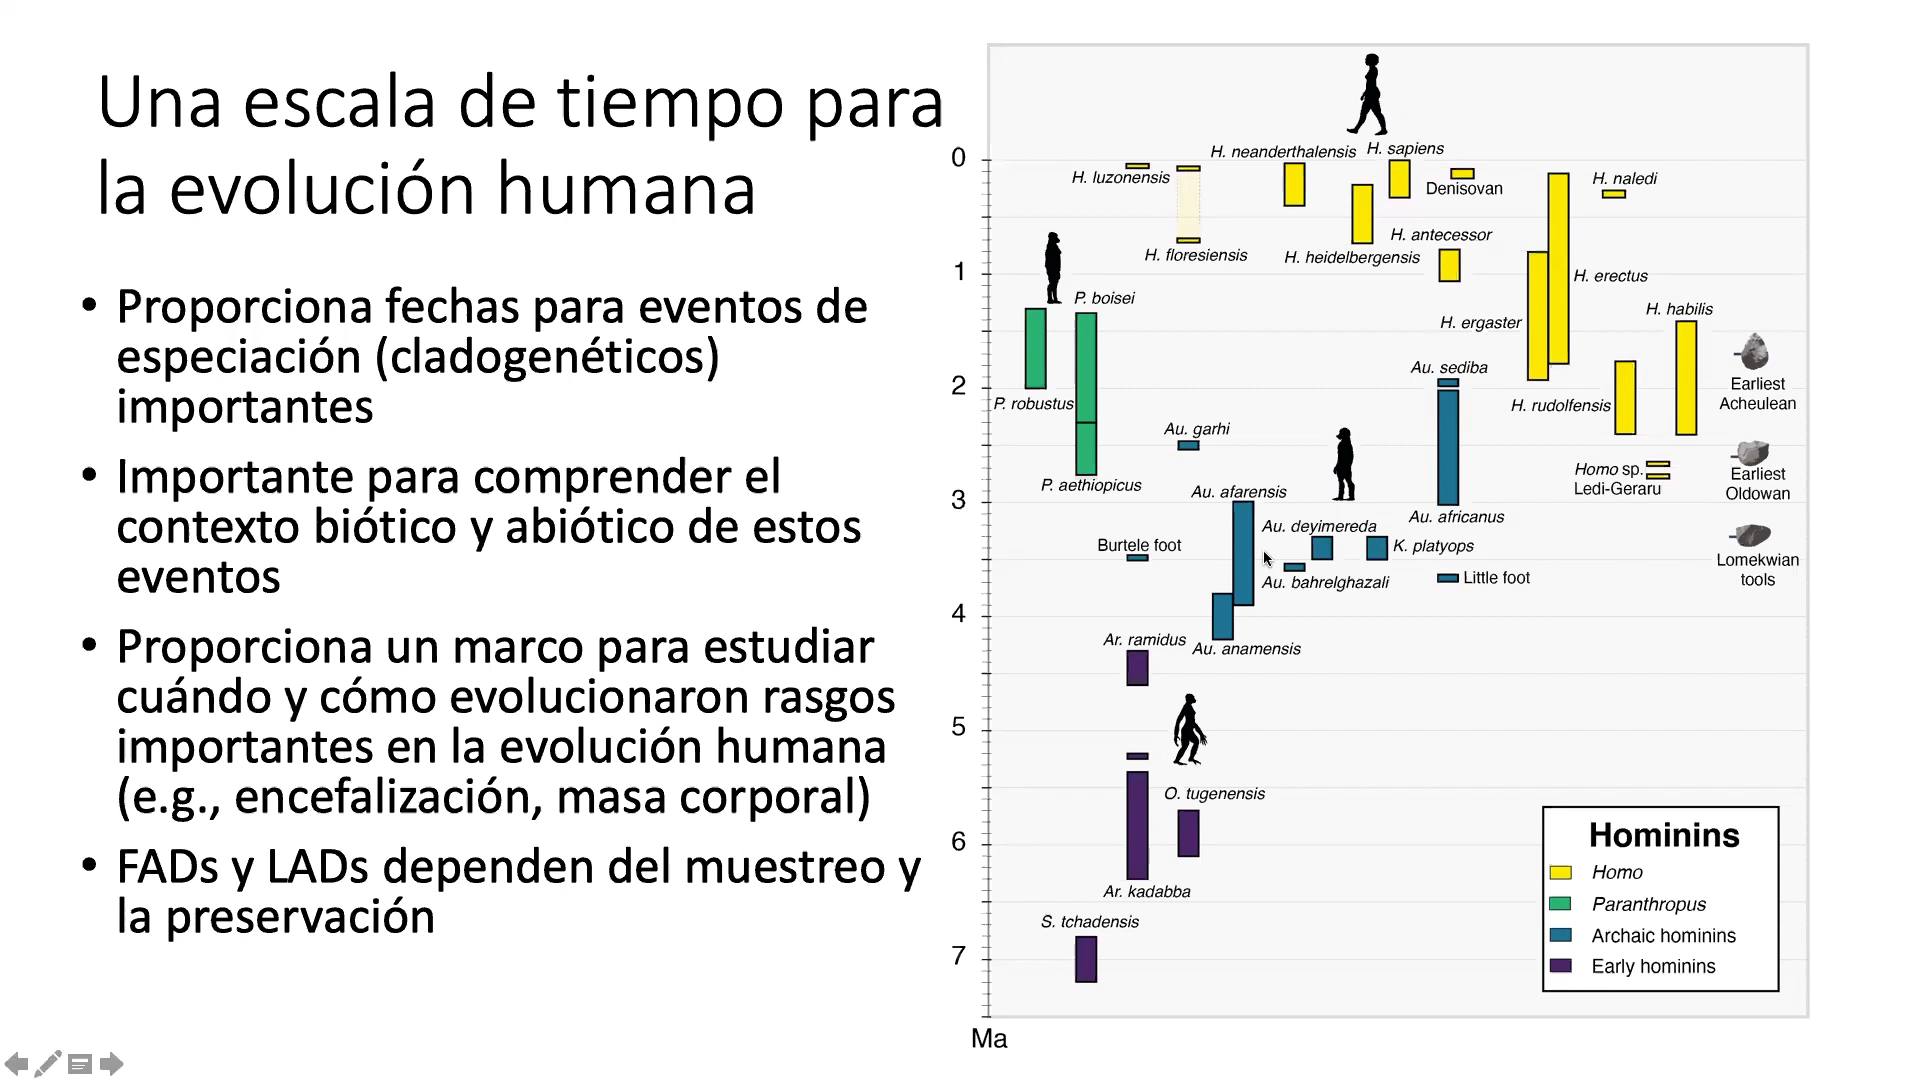 Una escala de tiempo para
la evolución humana
• Proporciona fechas para eventos de
especiación (cladogenéticos)
importantes
• Importante para comprender el
contexto biótico y abiótico de estos
eventos
• Proporciona un marco para estudiar
cuándo y cómo evolucionaron rasgos
importantes en la evolución humana
(e.g., encefalización, masa corporal)
• FADs y LADs dependen del muestreo y
la preservación
0
1
2
3
4
5
6
7
Ma
H. neanderthalensis
H. sapiens
H. luzonensis
Denisovan
H. naledi
H. antecessor
H. floresiensis
H. heidelbergensis
H. erectus
P. boisei
H. habilis
H. ergaster
Au. sediba
Earliest
Acheulean
P. robustus
H. rudolfensis
Au. garhi
Homo sp.
Ledi-Geraru
Earliest
Oldowan
P. aethiopicus
Au. afarensis
Au. africanus
Au. deyimereda
Burtele foot
K. platyops
Lomekwian
tools
Au. bahrelghazali
Little foot
Ar. ramidus
Au. anamensis
O. tugenensis
Ar. kadabba
S. tchadensis
Hominins
Homo
Paranthropus
Archaic hominins
Early hominins